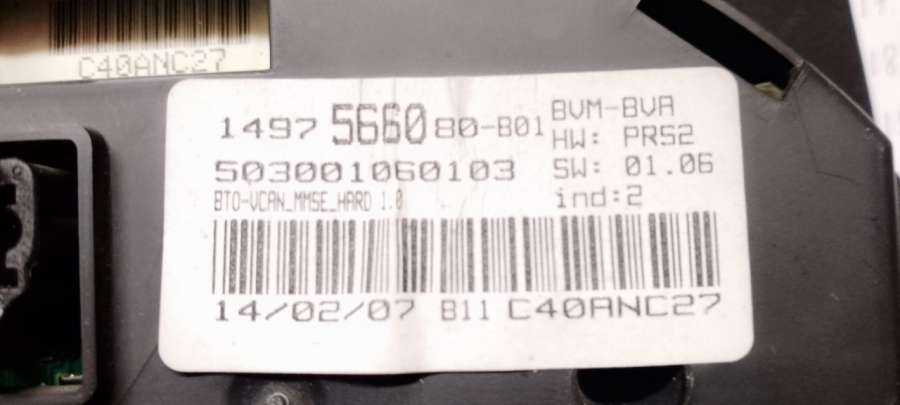 C40ANC27
1497 5660 80-B01
BVM-BVA
HW: PRS2
503001060103
SW: 01.06
BTO-VCAN_MMSE_HARD 1.0
ind:2
14/02/07 B11 C40ANC27